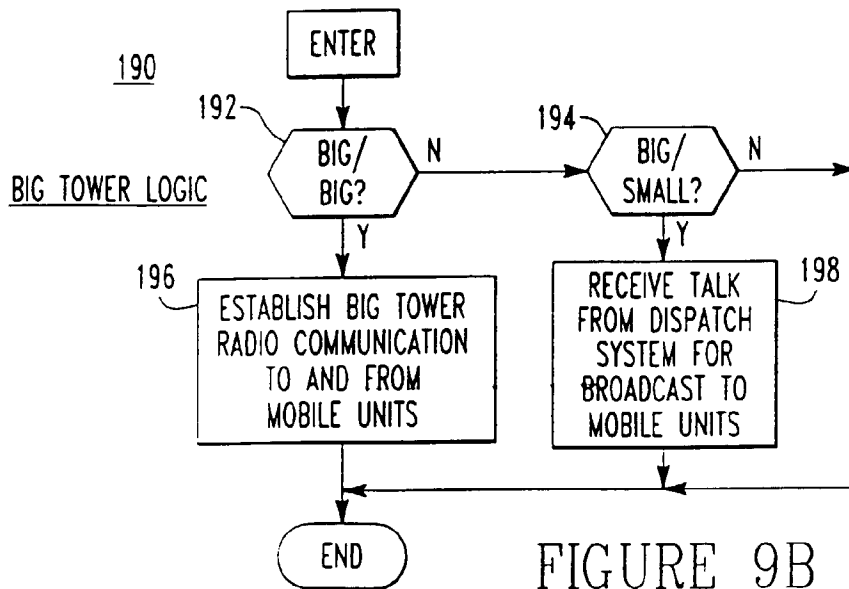 ENTER
190
192
BIG/
BIG?
N
Y
194
BIG/
SMALL?
N
Y
BIG TOWER LOGIC
196
ESTABLISH BIG TOWER
RADIO COMMUNICATION
TO AND FROM
MOBILE UNITS
198
RECEIVE TALK
FROM DISPATCH
SYSTEM FOR
BROADCAST TO
MOBILE UNITS
END
FIGURE 9B